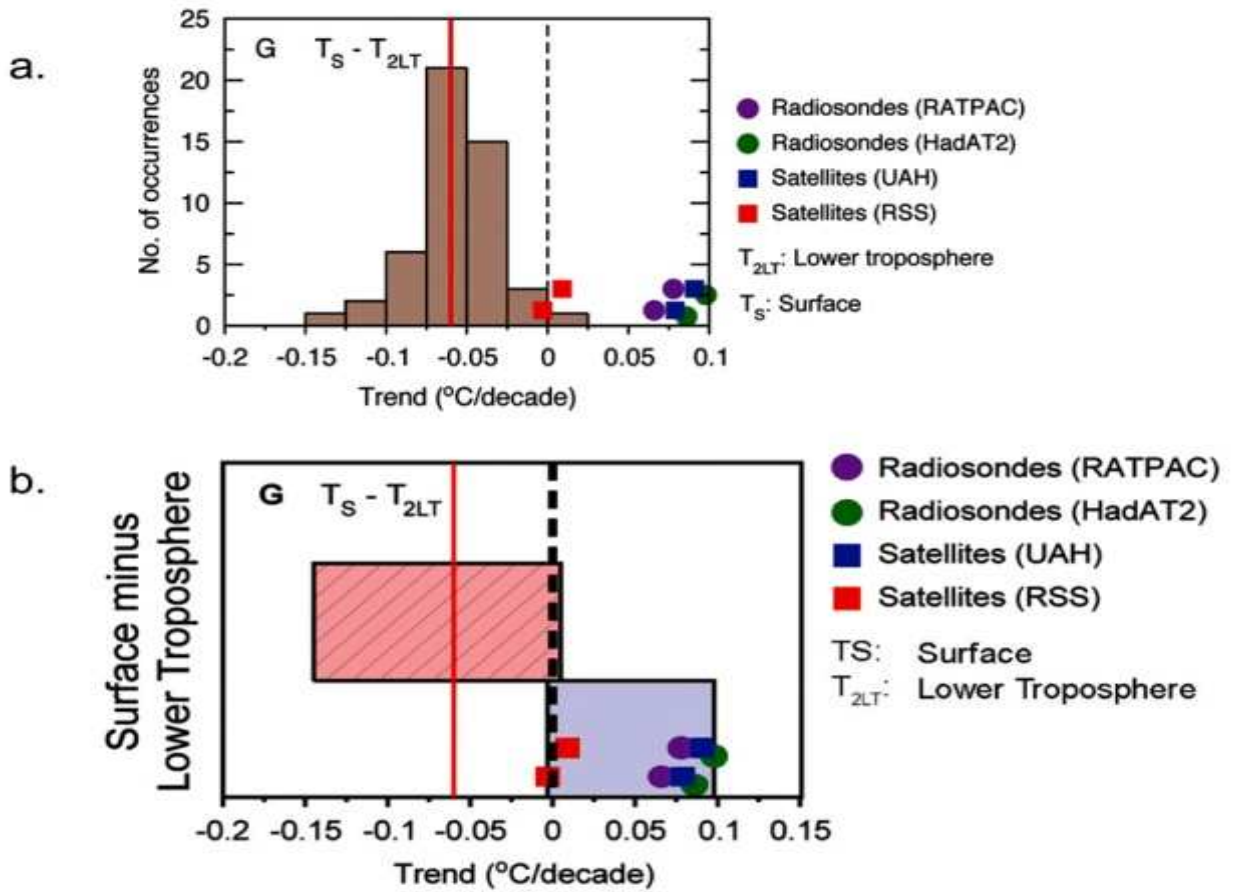 a.
G T_S - T_2LT
25
20
15
10
5
0
No. of occurrences
-0.2 -0.15 -0.1 -0.05 0 0.05 0.1
Trend (ºC/decade)
Radiosondes (RATPAC)
Radiosondes (HadAT2)
Satellites (UAH)
Satellites (RSS)
T_2LT: Lower troposphere
T_S: Surface
b.
G T_S - T_2LT
Surface minus
Lower Troposphere
-0.2 -0.15 -0.1 -0.05 0 0.05 0.1 0.15
Trend (ºC/decade)
Radiosondes (RATPAC)
Radiosondes (HadAT2)
Satellites (UAH)
Satellites (RSS)
TS: Surface
T_2LT: Lower Troposphere